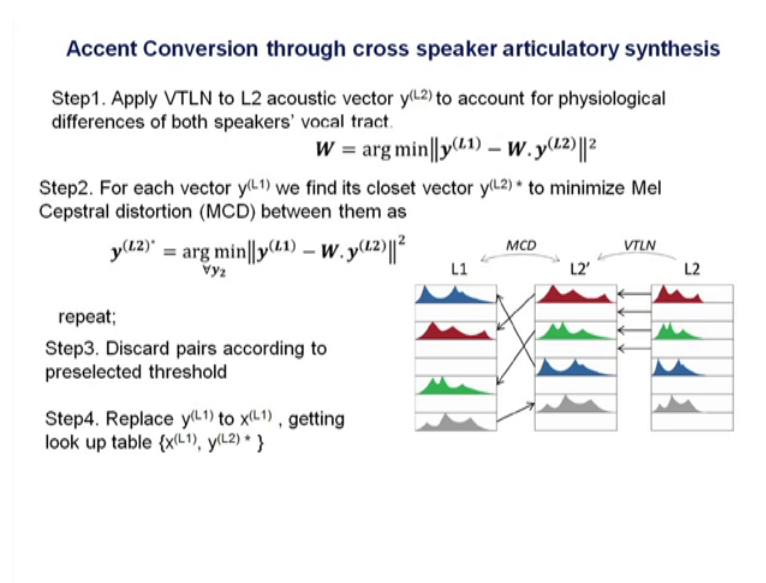 Accent Conversion through cross speaker articulatory synthesis
Step1. Apply VTLN to L2 acoustic vector y⁽ᴸ²⁾ to account for physiological
differences of both speakers' vocal tract.
W = arg min||y⁽ᴸ¹⁾ − W.y⁽ᴸ²⁾||²
Step2. For each vector y⁽ᴸ¹⁾ we find its closet vector y⁽ᴸ²⁾* to minimize Mel
Cepstral distortion (MCD) between them as
y⁽ᴸ²⁾* = arg min||y⁽ᴸ¹⁾ − W.y⁽ᴸ²⁾||²
∀y₂
MCD VTLN
L1 L2' L2
repeat;
Step3. Discard pairs according to
preselected threshold
Step4. Replace y⁽ᴸ¹⁾ to x⁽ᴸ¹⁾ , getting
look up table {x⁽ᴸ¹⁾, y⁽ᴸ²⁾* }